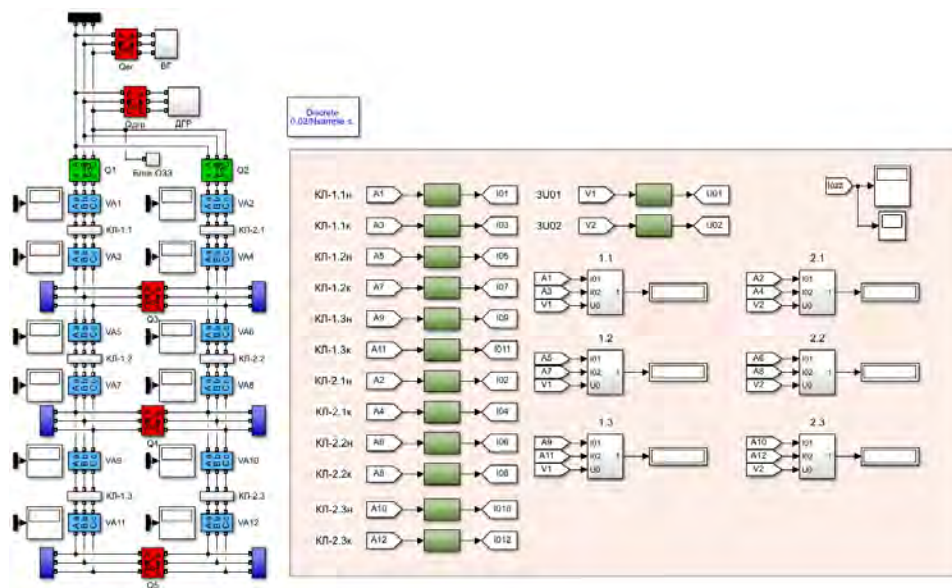 Qвг
ВГ
Qдгр
ДГР
Discrete
Q1
Блок ОЗЗ
Q2
VA1
VA2
КЛ-1.1
КЛ-2.1
VA3
VA4
Q3
VA5
VA6
КЛ-1.2
КЛ-2.2
VA7
VA8
Q4
VA9
VA10
КЛ-1.3
КЛ-2.3
VA11
VA12
Q5
КЛ-1.1н A1 I01
КЛ-1.1к A3 I03
КЛ-1.2н A5 I05
КЛ-1.2к A7 I07
КЛ-1.3н A9 I09
КЛ-1.3к A11 I011
КЛ-2.1н A2 I02
КЛ-2.1к A4 I04
КЛ-2.2н A6 I06
КЛ-2.2к A8 I08
КЛ-2.3н A10 I010
КЛ-2.3к A12 I012
3U01 V1 U01
3U02 V2 U02
Iozz
1.1
A1 I01
A3 I02 t
V1 U0
2.1
A2 I01
A4 I02 t
V2 U0
1.2
A5 I01
A7 I02 t
V1 U0
2.2
A6 I01
A8 I02 t
V2 U0
1.3
A9 I01
A11 I02 t
V1 U0
2.3
A10 I01
A12 I02 t
V2 U0